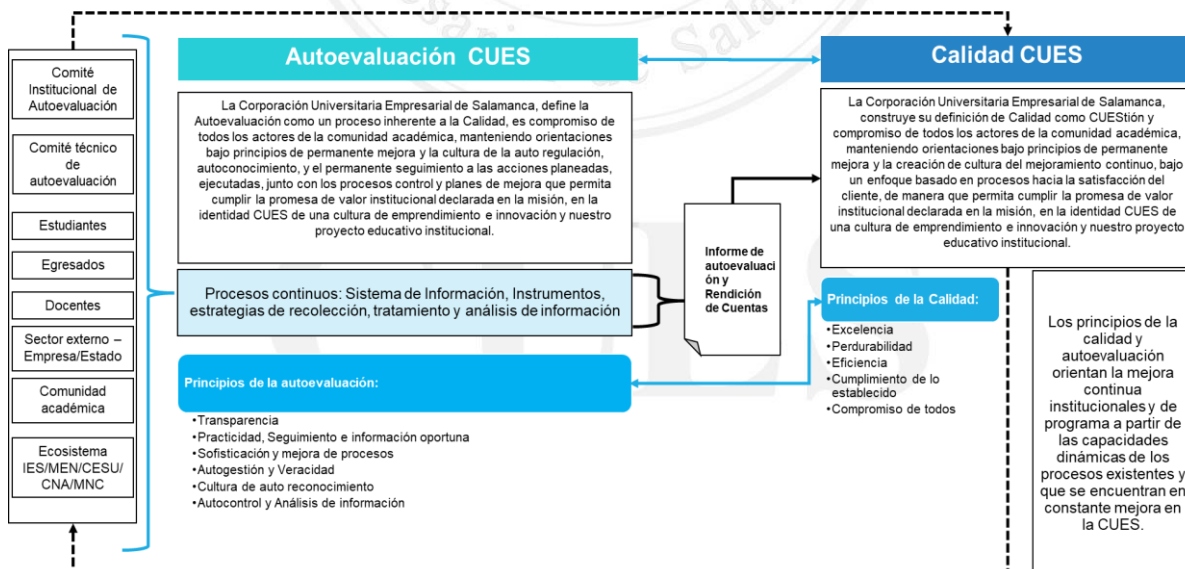 Comité
Institucional de
Autoevaluación
Comité técnico
de
autoevaluación
Estudiantes
Egresados
Docentes
Sector externo –
Empresa/Estado
Comunidad
académica
Ecosistema
IES/MEN/CESU/
CNA/MNC
Autoevaluación CUES
La Corporación Universitaria Empresarial de Salamanca, define la
Autoevaluación como un proceso inherente a la Calidad, es compromiso de
todos los actores de la comunidad académica, manteniendo orientaciones
bajo principios de permanente mejora y la cultura de la auto regulación,
autoconocimiento, y el permanente seguimiento a las acciones planeadas,
ejecutadas, junto con los procesos control y planes de mejora que permita
cumplir la promesa de valor institucional declarada en la misión, en la
identidad CUES de una cultura de emprendimiento e innovación y nuestro
proyecto educativo institucional.
Procesos continuos: Sistema de Información, Instrumentos,
estrategias de recolección, tratamiento y análisis de información
Principios de la autoevaluación:
•Transparencia
•Practicidad, Seguimiento e información oportuna
•Sofisticación y mejora de procesos
•Autogestión y Veracidad
•Cultura de auto reconocimiento
•Autocontrol y Análisis de información
Informe de
autoevaluaci
ón y
Rendición
de Cuentas
Calidad CUES
La Corporación Universitaria Empresarial de Salamanca,
construye su definición de Calidad como CUEStión y
compromiso de todos los actores de la comunidad académica,
manteniendo orientaciones bajo principios de permanente
mejora y la creación de cultura del mejoramiento continuo, bajo
un enfoque basado en procesos hacia la satisfacción del
cliente, de manera que permita cumplir la promesa de valor
institucional declarada en la misión, en la identidad CUES de
una cultura de emprendimiento e innovación y nuestro proyecto
educativo institucional.
Principios de la Calidad:
•Excelencia
•Perdurabilidad
•Eficiencia
•Cumplimiento de lo
establecido
•Compromiso de todos
Los principios de la
calidad y
autoevaluación
orientan la mejora
continua
institucionales y de
programa a partir de
las capacidades
dinámicas de los
procesos existentes y
que se encuentran en
constante mejora en
la CUES.